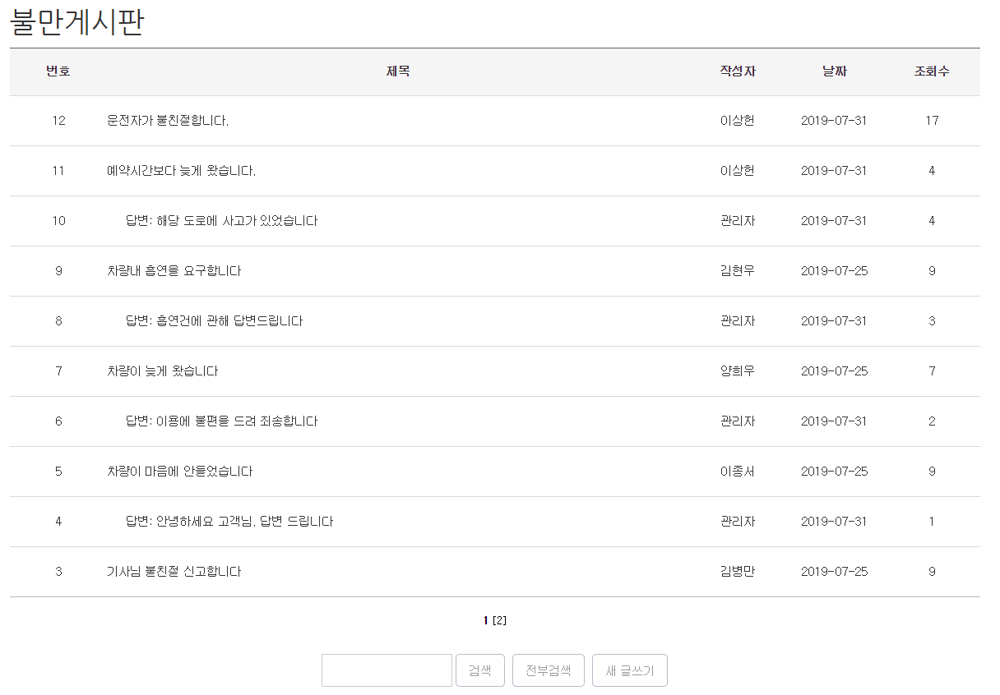 불만게시판
번호 제목 작성자 날짜 조회수
12 운전자가 불친절합니다. 이상헌 2019-07-31 17
11 예약시간보다 늦게 왔습니다. 이상헌 2019-07-31 4
10 답변: 해당 도로에 사고가 있었습니다 관리자 2019-07-31 4
9 차량내 흡연을 요구합니다 김현우 2019-07-25 9
8 답변: 흡연건에 관해 답변드립니다 관리자 2019-07-31 3
7 차량이 늦게 왔습니다 양희우 2019-07-25 7
6 답변: 이용에 불편을 드려 죄송합니다 관리자 2019-07-31 2
5 차량이 마음에 안들었습니다 이종서 2019-07-25 9
4 답변: 안녕하세요 고객님. 답변 드립니다 관리자 2019-07-31 1
3 기사님 불친절 신고합니다 김병만 2019-07-25 9
1 [2]
검색 전부검색 새 글쓰기